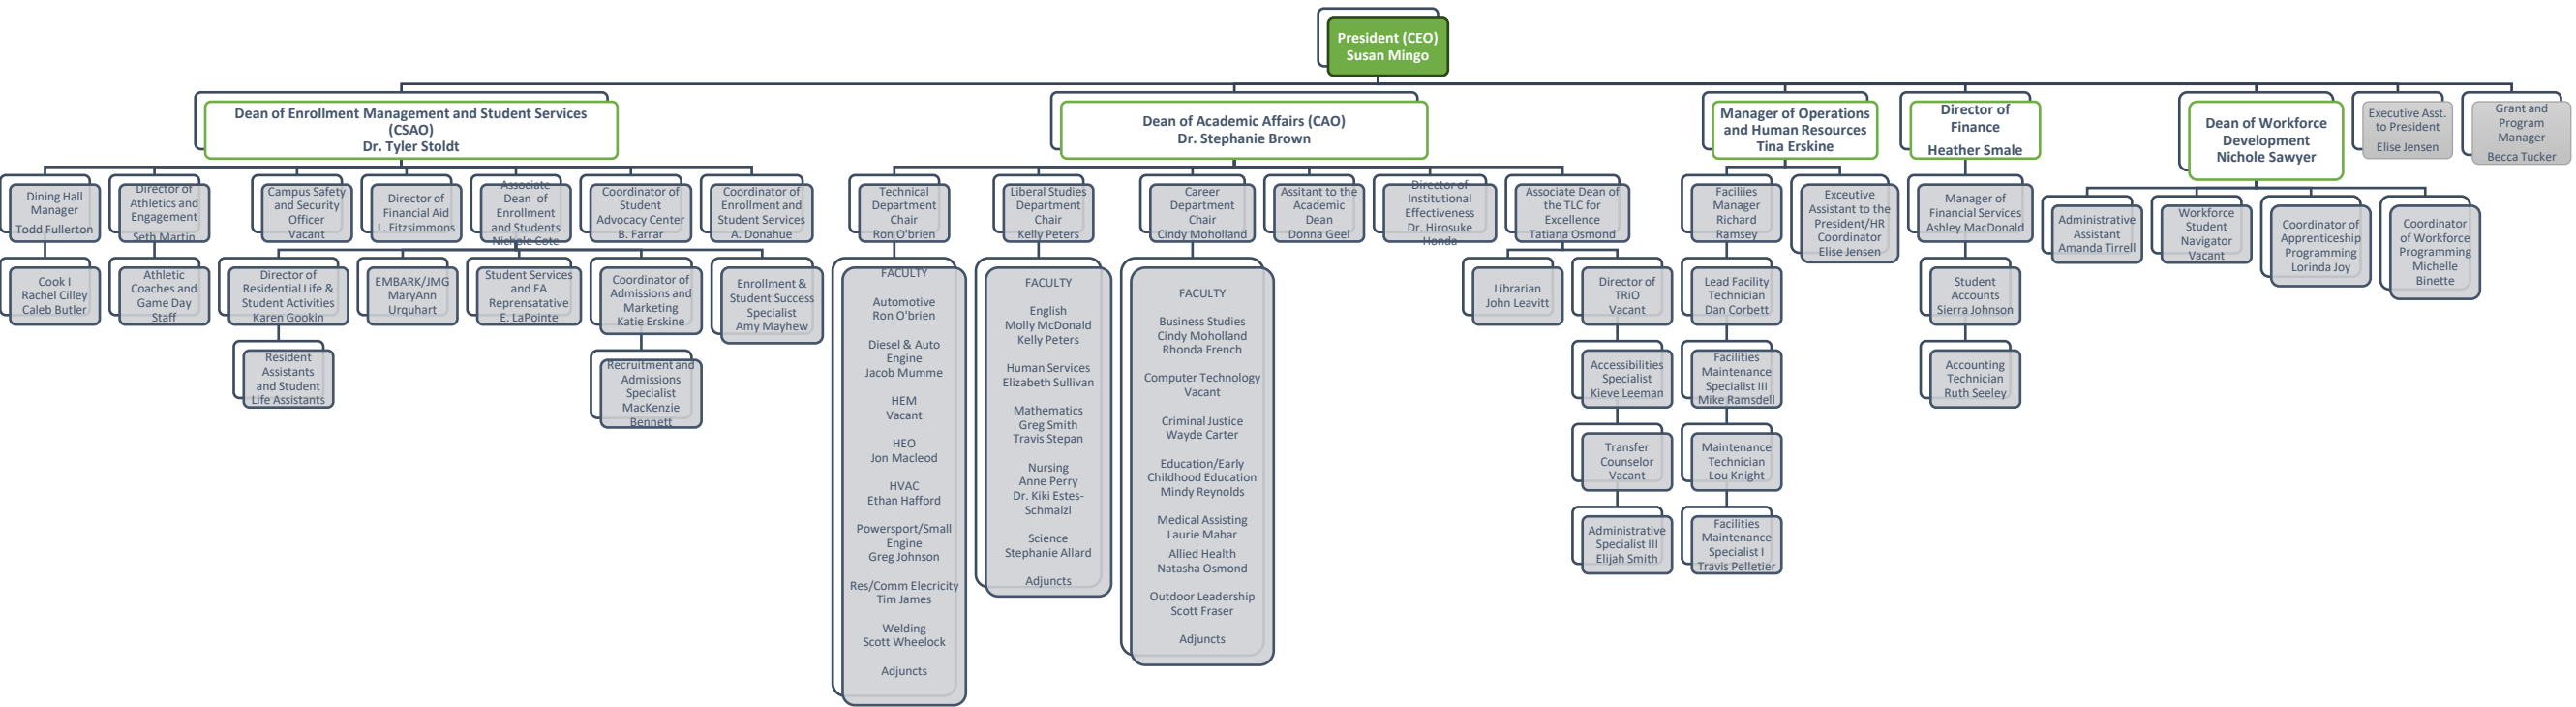 President (CEO)
Susan Mingo
Dean of Enrollment Management and Student Services
(CSAO)
Dr. Tyler Stoldt
Dean of Academic Affairs (CAO)
Dr. Stephanie Brown
Manager of Operations
and Human Resources
Tina Erskine
Director of
Finance
Heather Smale
Dean of Workforce
Development
Nichole Sawyer
Executive Asst.
to President
Elise Jensen
Grant and
Program
Manager
Becca Tucker
Dining Hall
Manager
Todd Fullerton
Director of
Athletics and
Engagement
Seth Martin
Campus Safety
and Security
Officer
Vacant
Director of
Financial Aid
L. Fitzsimmons
Associate
Dean of
Enrollment
and Students
Nichole Cote
Coordinator of
Student
Advocacy Center
B. Farrar
Coordinator of
Enrollment and
Student Services
A. Donahue
Technical
Department
Chair
Ron O'brien
Liberal Studies
Department
Chair
Kelly Peters
Career
Department
Chair
Cindy Moholland
Assitant to the
Academic
Dean
Donna Geel
Director of
Institutional
Effectiveness
Dr. Hirosuke
Honda
Associate Dean of
the TLC for
Excellence
Tatiana Osmond
Faciliies
Manager
Richard
Ramsey
Excecutive
Assistant to the
President/HR
Coordinator
Elise Jensen
Manager of
Financial Services
Ashley MacDonald
Administrative
Assistant
Amanda Tirrell
Workforce
Student
Navigator
Vacant
Coordinator of
Apprenticeship
Programming
Lorinda Joy
Coordinator
of Workforce
Programming
Michelle
Binette
Cook I
Rachel Cilley
Caleb Butler
Athletic
Coaches and
Game Day
Staff
Director of
Residential Life &
Student Activities
Karen Gookin
EMBARK/JMG
MaryAnn
Urquhart
Student Services
and FA
Reprensatative
E. LaPointe
Coordinator of
Admissions and
Marketing
Katie Erskine
Enrollment &
Student Success
Specialist
Amy Mayhew
Resident
Assistants
and Student
Life Assistants
Recruitment and
Admissions
Specialist
MacKenzie
Bennett
FACULTY
Automotive
Ron O'brien
Diesel & Auto
Engine
Jacob Mumme
HEM
Vacant
HEO
Jon Macleod
HVAC
Ethan Hafford
Powersport/Small
Engine
Greg Johnson
Res/Comm Elecricity
Tim James
Welding
Scott Wheelock
Adjuncts
FACULTY
English
Molly McDonald
Kelly Peters
Human Services
Elizabeth Sullivan
Mathematics
Greg Smith
Travis Stepan
Nursing
Anne Perry
Dr. Kiki Estes-
Schmalzl
Science
Stephanie Allard
Adjuncts
FACULTY
Business Studies
Cindy Moholland
Rhonda French
Computer Technology
Vacant
Criminal Justice
Wayde Carter
Education/Early
Childhood Education
Mindy Reynolds
Medical Assisting
Laurie Mahar
Allied Health
Natasha Osmond
Outdoor Leadership
Scott Fraser
Adjuncts
Librarian
John Leavitt
Director of
TRiO
Vacant
Accessibilities
Specialist
Kieve Leeman
Transfer
Counselor
Vacant
Administrative
Specialist III
Elijah Smith
Lead Facility
Technician
Dan Corbett
Facilities
Maintenance
Specialist III
Mike Ramsdell
Maintenance
Technician
Lou Knight
Facilities
Maintenance
Specialist I
Travis Pelletier
Student
Accounts
Sierra Johnson
Accounting
Technician
Ruth Seeley